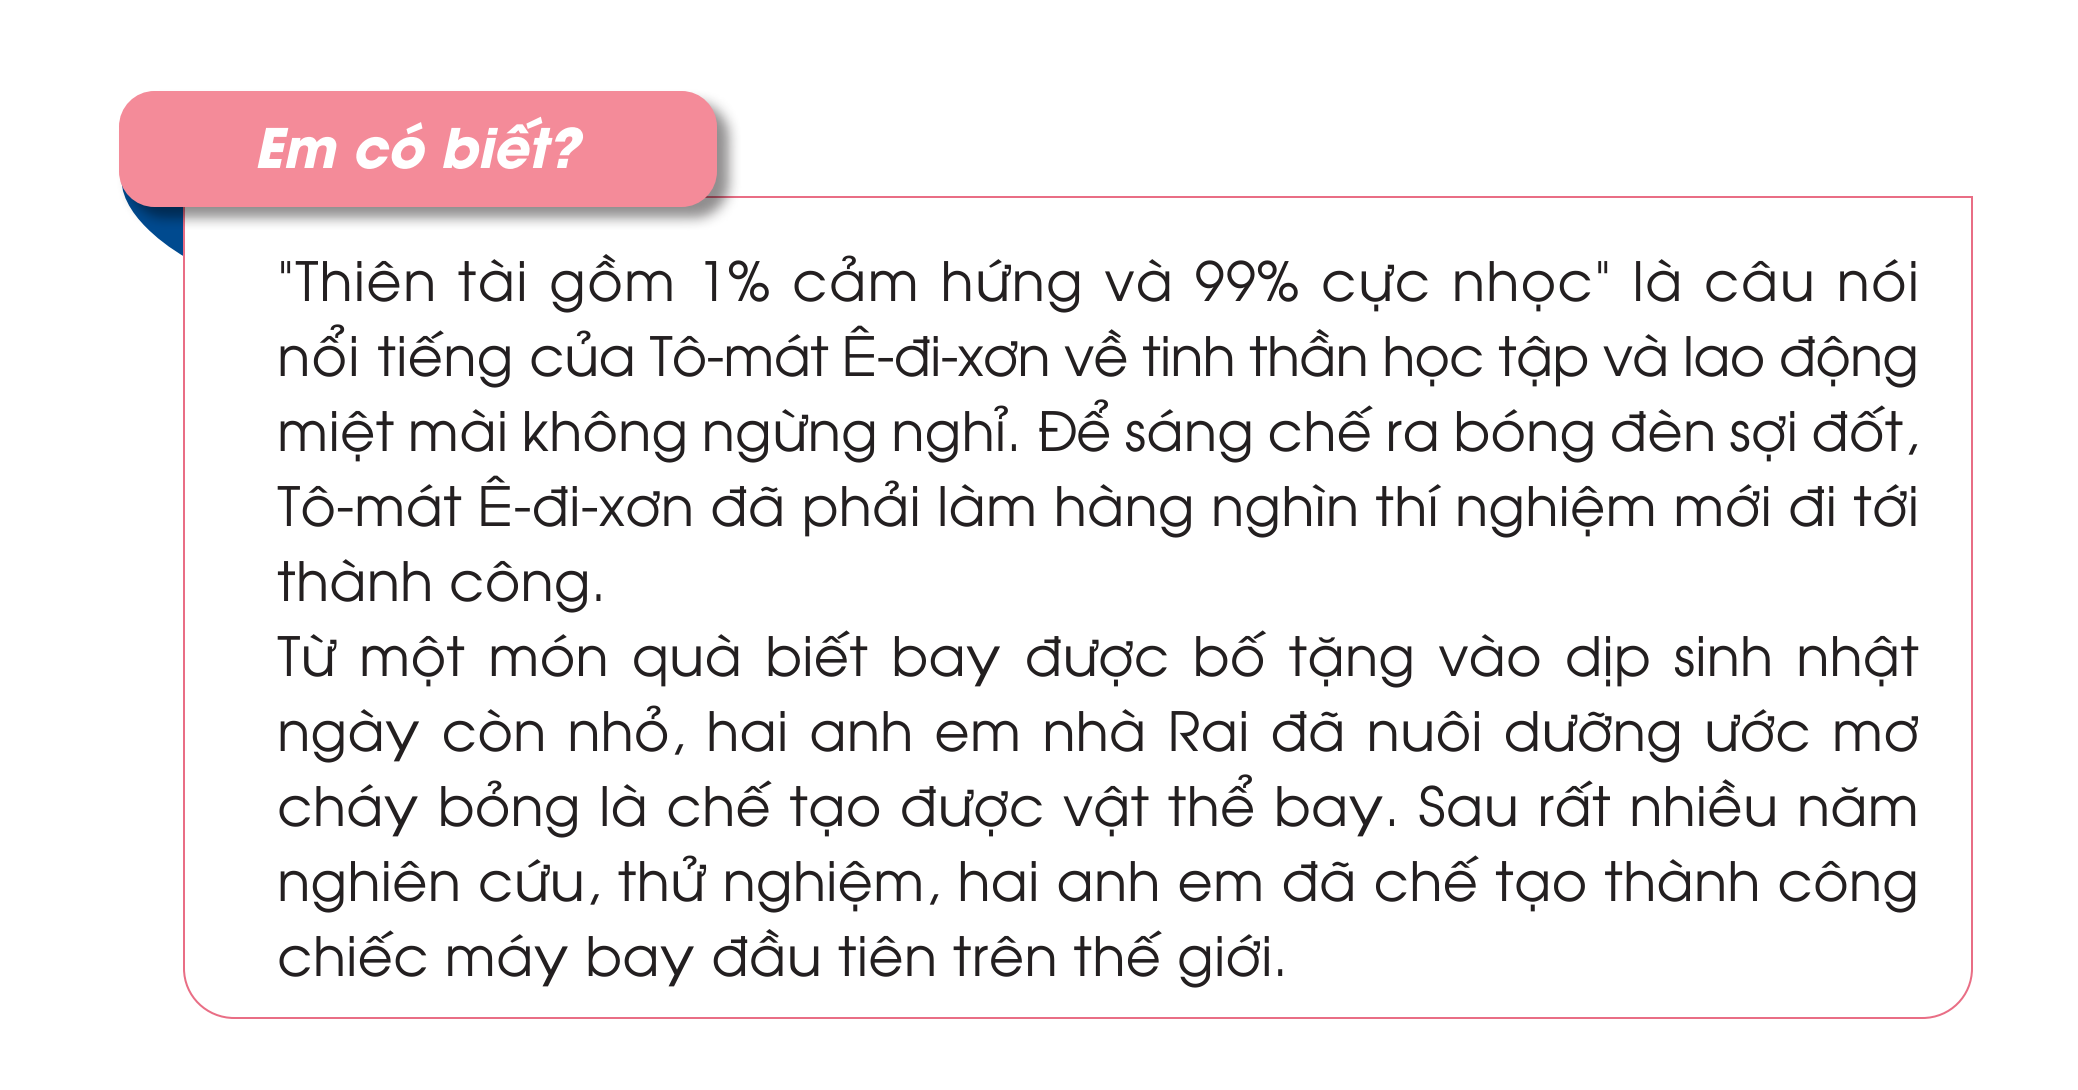 Em có biết?
"Thiên tài gồm 1% cảm hứng và 99% cực nhọc" là câu nói
nổi tiếng của Tô-mát Ê-đi-xơn về tinh thần học tập và lao động
miệt mài không ngừng nghỉ. Để sáng chế ra bóng đèn sợi đốt,
Tô-mát Ê-đi-xơn đã phải làm hàng nghìn thí nghiệm mới đi tới
thành công.
Từ một món quà biết bay được bố tặng vào dịp sinh nhật
ngày còn nhỏ, hai anh em nhà Rai đã nuôi dưỡng ước mơ
cháy bỏng là chế tạo được vật thể bay. Sau rất nhiều năm
nghiên cứu, thử nghiệm, hai anh em đã chế tạo thành công
chiếc máy bay đầu tiên trên thế giới.